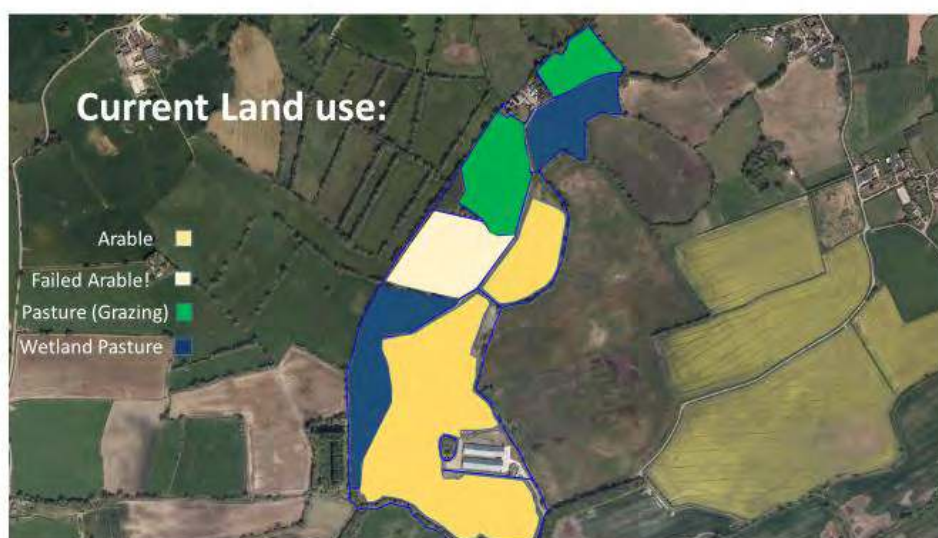 Current Land use:
Arable
Failed Arable!
Pasture (Grazing)
Wetland Pasture